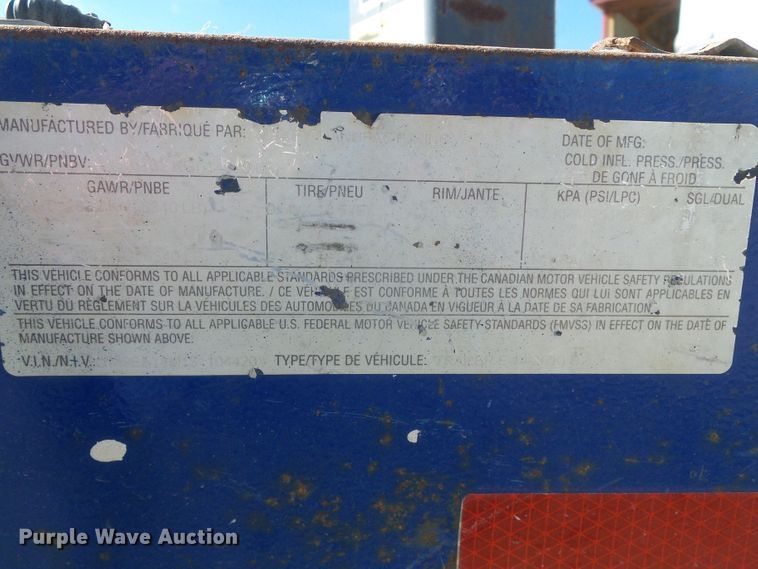 MANUFACTURED BY/FABRIQUÉ PAR:
DATE OF MFG:
GVWR/PNBV:
COLD INFL. PRESS./PRESS.
DE GONF À FROID
GAWR/PNBE TIRE/PNEU RIM/JANTE KPA (PSI/LPC) SGL/DUAL
THIS VEHICLE CONFORMS TO ALL APPLICABLE STANDARDS PRESCRIBED UNDER THE CANADIAN MOTOR VEHICLE SAFETY REGULATIONS
IN EFFECT ON THE DATE OF MANUFACTURE. / CE VÉHICLE EST CONFORME À TOUTES LES NORMES QUI LUI SONT APPLICABLES EN
VERTU DU RÈGLEMENT SUR LA VÉHICULES DES AUTOMOBILES DU CANADA EN VIGUEUR À LA DATE DE SA FABRICATION.
THIS VEHICLE CONFORMS TO ALL APPLICABLE U.S. FEDERAL MOTOR VEHICLE SAFETY-STANDARDS (FMVSS) IN EFFECT ON THE DATE OF
MANUFACTURE SHOWN ABOVE.
V.I.N./N.I.V.: TYPE/TYPE DE VÉHICULE:
Purple Wave Auction